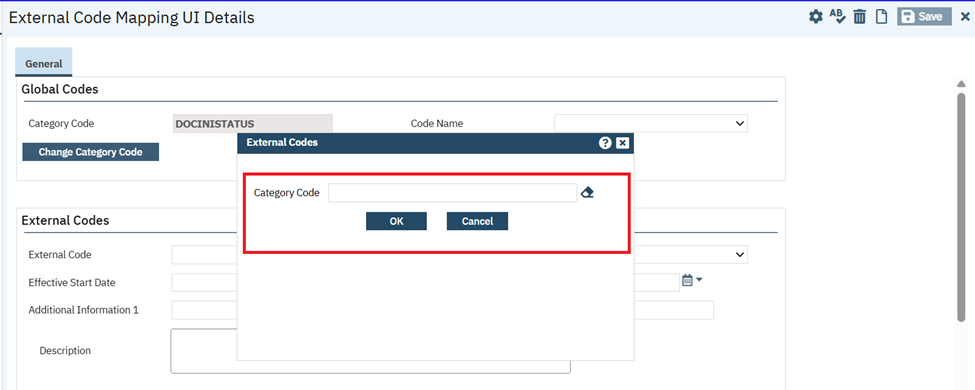 External Code Mapping UI Details
AB
Save
General
Global Codes
Category Code
DOCINISTATUS
Code Name
Change Category Code
External Codes
?
Category Code
OK
Cancel
External Codes
External Code
Effective Start Date
Additional Information 1
Description